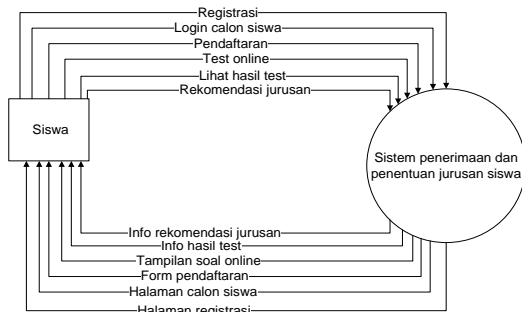 Registrasi
Login calon siswa
Pendaftaran
Test online
Lihat hasil test
Rekomendasi jurusan
Siswa
Sistem penerimaan dan
penentuan jurusan siswa
Info rekomendasi jurusan
Info hasil test
Tampilan soal online
Form pendaftaran
Halaman calon siswa
Halaman registrasi